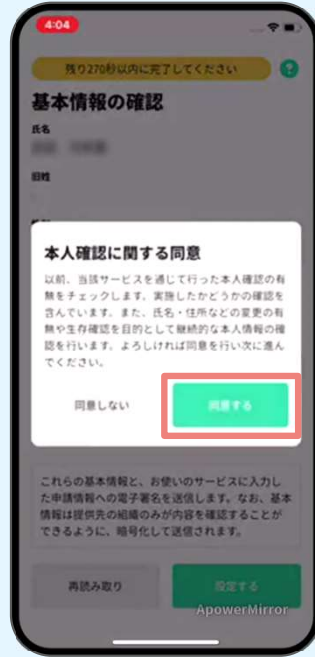 4:04
残り270秒以内に完了してください
?
基本情報の確認
氏名
旧姓
本人確認に関する同意
以前、当該サービスを通じて行った本人確認の有
無をチェックします。実施したかどうかの確認を
含んでいます。また、氏名・住所などの変更の有
無や生存確認を目的として継続的な本人情報の確
認を行います。よろしければ同意を行い次に進ん
でください。
同意しない
同意する
これらの基本情報と、お使いのサービスに入力し
た申請情報への電子署名を送信します。なお、基本
情報は提供先の組織のみが内容を確認することが
できるように、暗号化して送信されます。
再読み取り
設定する
ApowerMirror